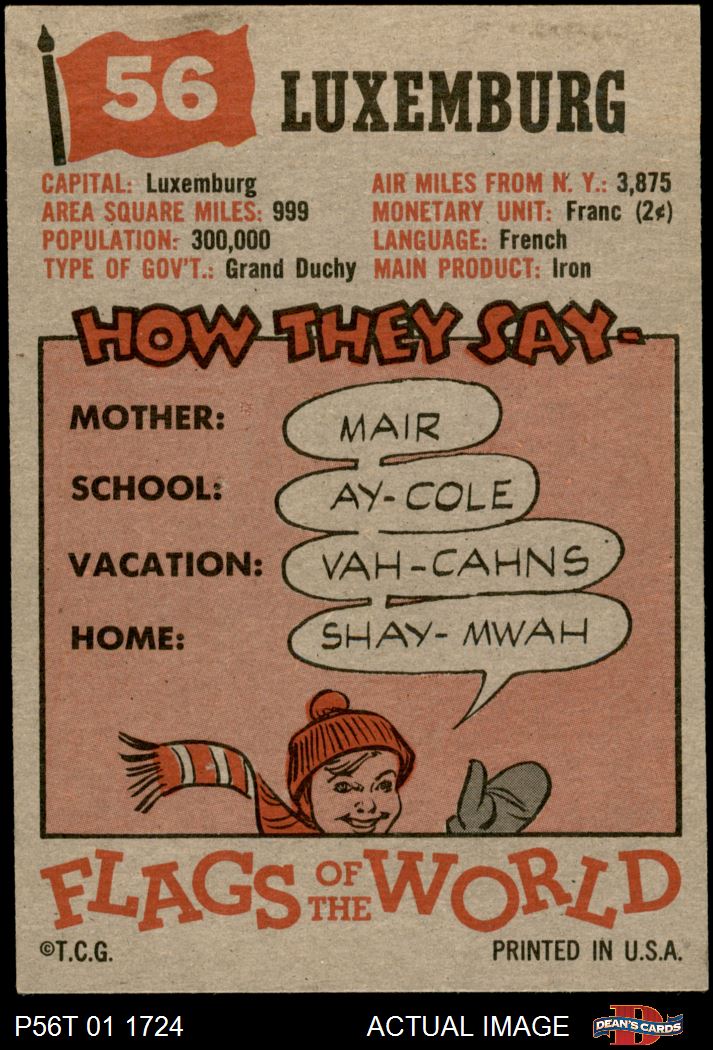 56 LUXEMBURG
CAPITAL: Luxemburg
AREA SQUARE MILES: 999
POPULATION: 300,000
TYPE OF GOV'T.: Grand Duchy
AIR MILES FROM N. Y.: 3,875
MONETARY UNIT: Franc (2¢)
LANGUAGE: French
MAIN PRODUCT: Iron
HOW THEY SAY-
MOTHER: MAIR
SCHOOL: AY-COLE
VACATION: VAH-CAHNS
HOME: SHAY-MWAH
FLAGS OF THE WORLD
©T.C.G. PRINTED IN U.S.A.
P56T 01 1724 ACTUAL IMAGE D DEAN'S CARDS